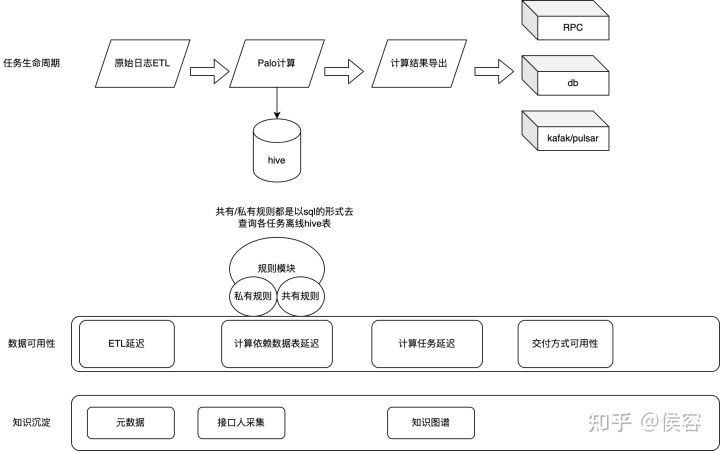 RPC
任务生命周期
原始日志ETL
Palo计算
计算结果导出
db
kafak/pulsar
hive
共有/私有规则都是以sql的形式去
查询各任务离线hive表
规则模块
私有规则
共有规则
数据可用性
ETL延迟
计算依赖数据表延迟
计算任务延迟
交付方式可用性
知识沉淀
元数据
接口人采集
知识图谱
知乎 @侯容